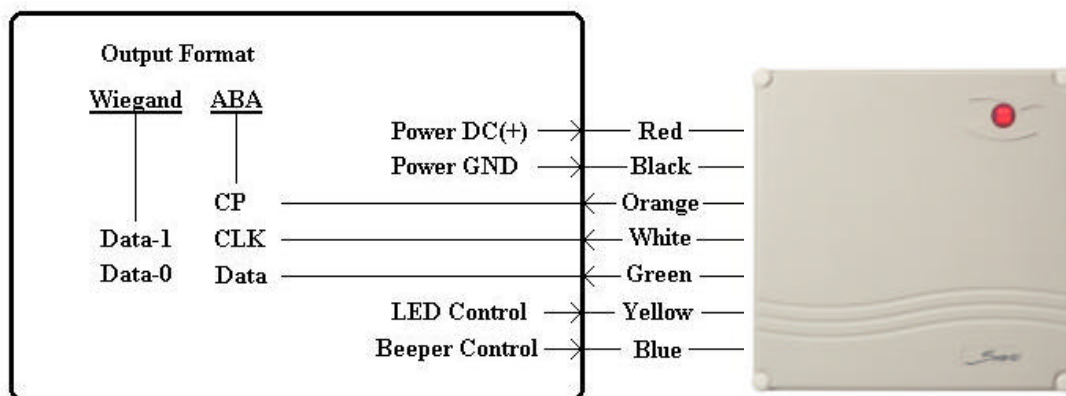 Output Format
Wiegand ABA
Power DC(+) Red
Power GND Black
CP Orange
Data-1 CLK White
Data-0 Data Green
LED Control Yellow
Beeper Control Blue